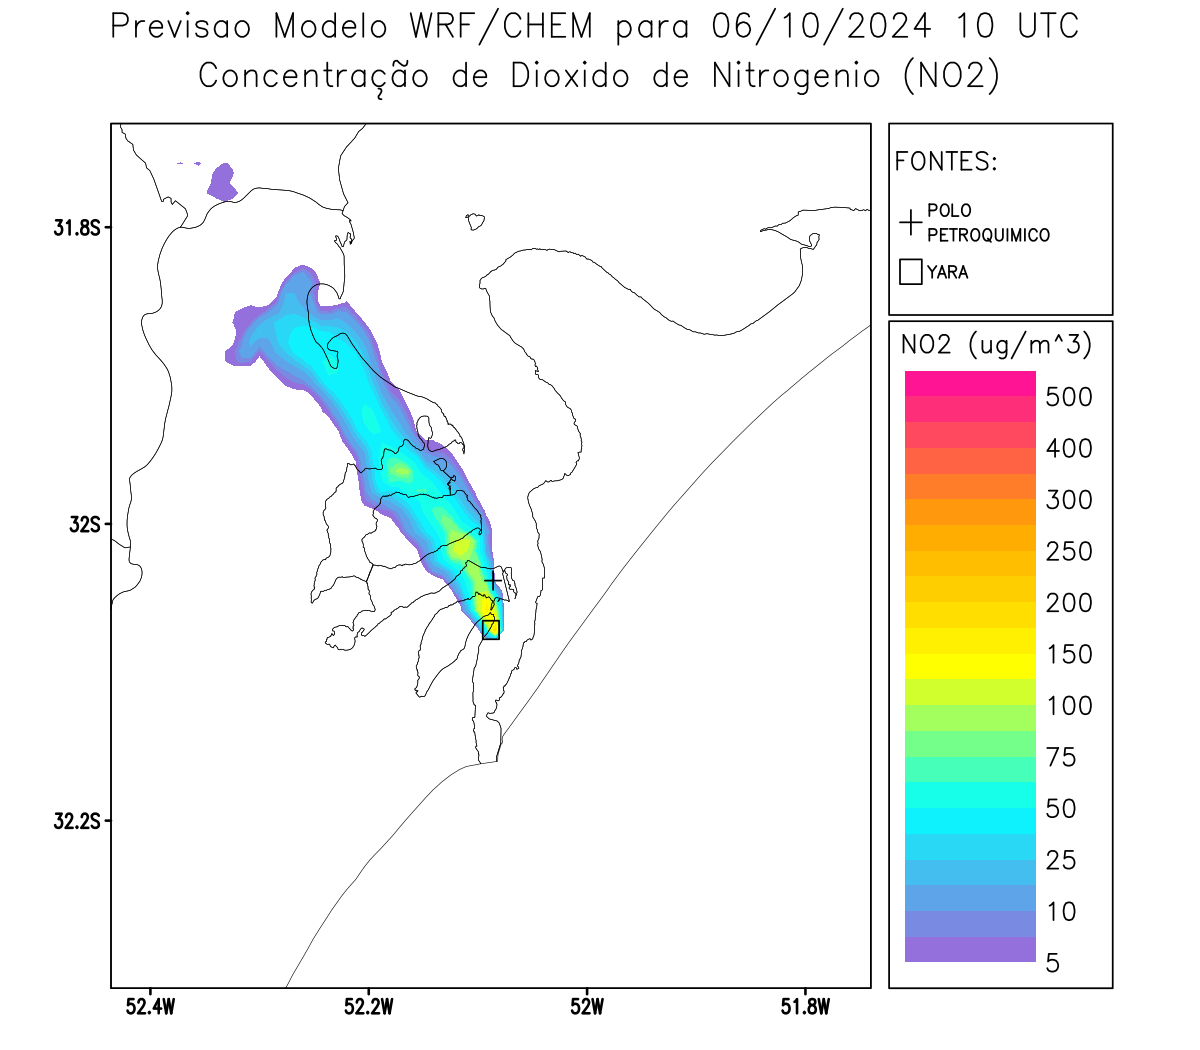 Previsao Modelo WRF/CHEM para 06/10/2024 10 UTC
Concentração de Dioxido de Nitrogenio (NO2)
FONTES:
POLO
PETROQUIMICO
YARA
NO2 (ug/m^3)
500
400
300
250
200
150
100
75
50
25
10
5
31.8S
32S
32.2S
52.4W
52.2W
52W
51.8W